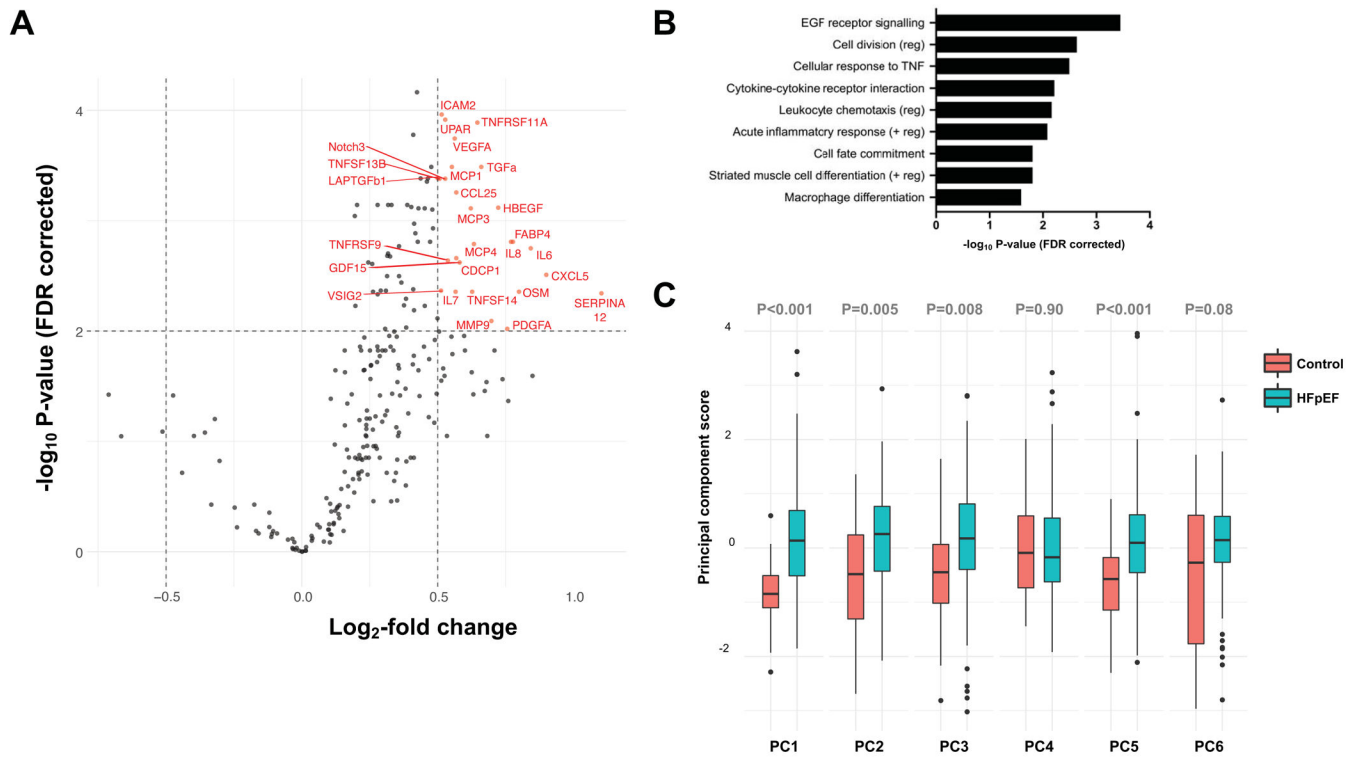 A
-log₁₀ P-value (FDR corrected)
4
2
0
−0.5
0.0
0.5
1.0
Log₂-fold change
ICAM2
UPAR
TNFRSF11A
VEGFA
Notch3
TNFSF13B
LAPTGFb1
MCP1
TGFa
CCL25
MCP3
HBEGF
FABP4
TNFRSF9
MCP4
IL8
IL6
GDF15
CDCP1
CXCL5
VSIG2
IL7
TNFSF14
OSM
SERPINA
12
MMP9
PDGFA
B
EGF receptor signalling
Cell division (reg)
Cellular response to TNF
Cytokine-cytokine receptor interaction
Leukocyte chemotaxis (reg)
Acute inflammatcry response (+ reg)
Cell fate commitment
Striated muscle cell differentiation (+ reg)
Macrophage differentiation
0 1 2 3 4
-log₁₀ P-value (FDR corrected)
C
P<0.001 P=0.005 P=0.008 P=0.90 P<0.001 P=0.08
Principal component score
4
2
0
-2
PC1 PC2 PC3 PC4 PC5 PC6
Control
HFpEF